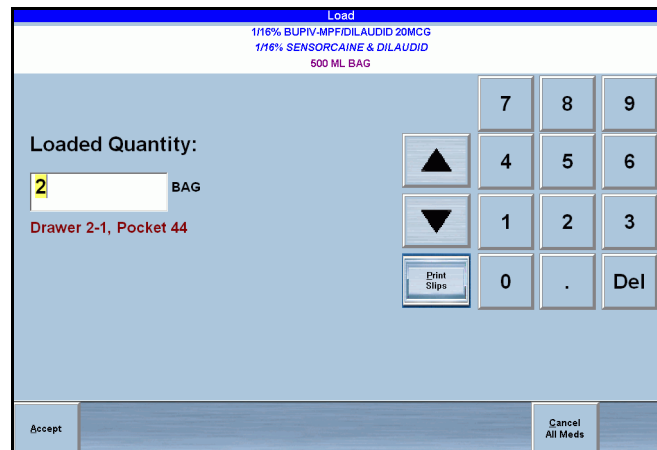 Load
1/16% BUPIV-MPF/DILAUDID 20MCG
1/16% SENSORCAINE & DILAUDID
500 ML BAG
7 8 9
Loaded Quantity:
4 5 6
2 BAG
Drawer 2-1, Pocket 44
1 2 3
Print
Slips
0 . Del
Accept
Cancel
All Meds